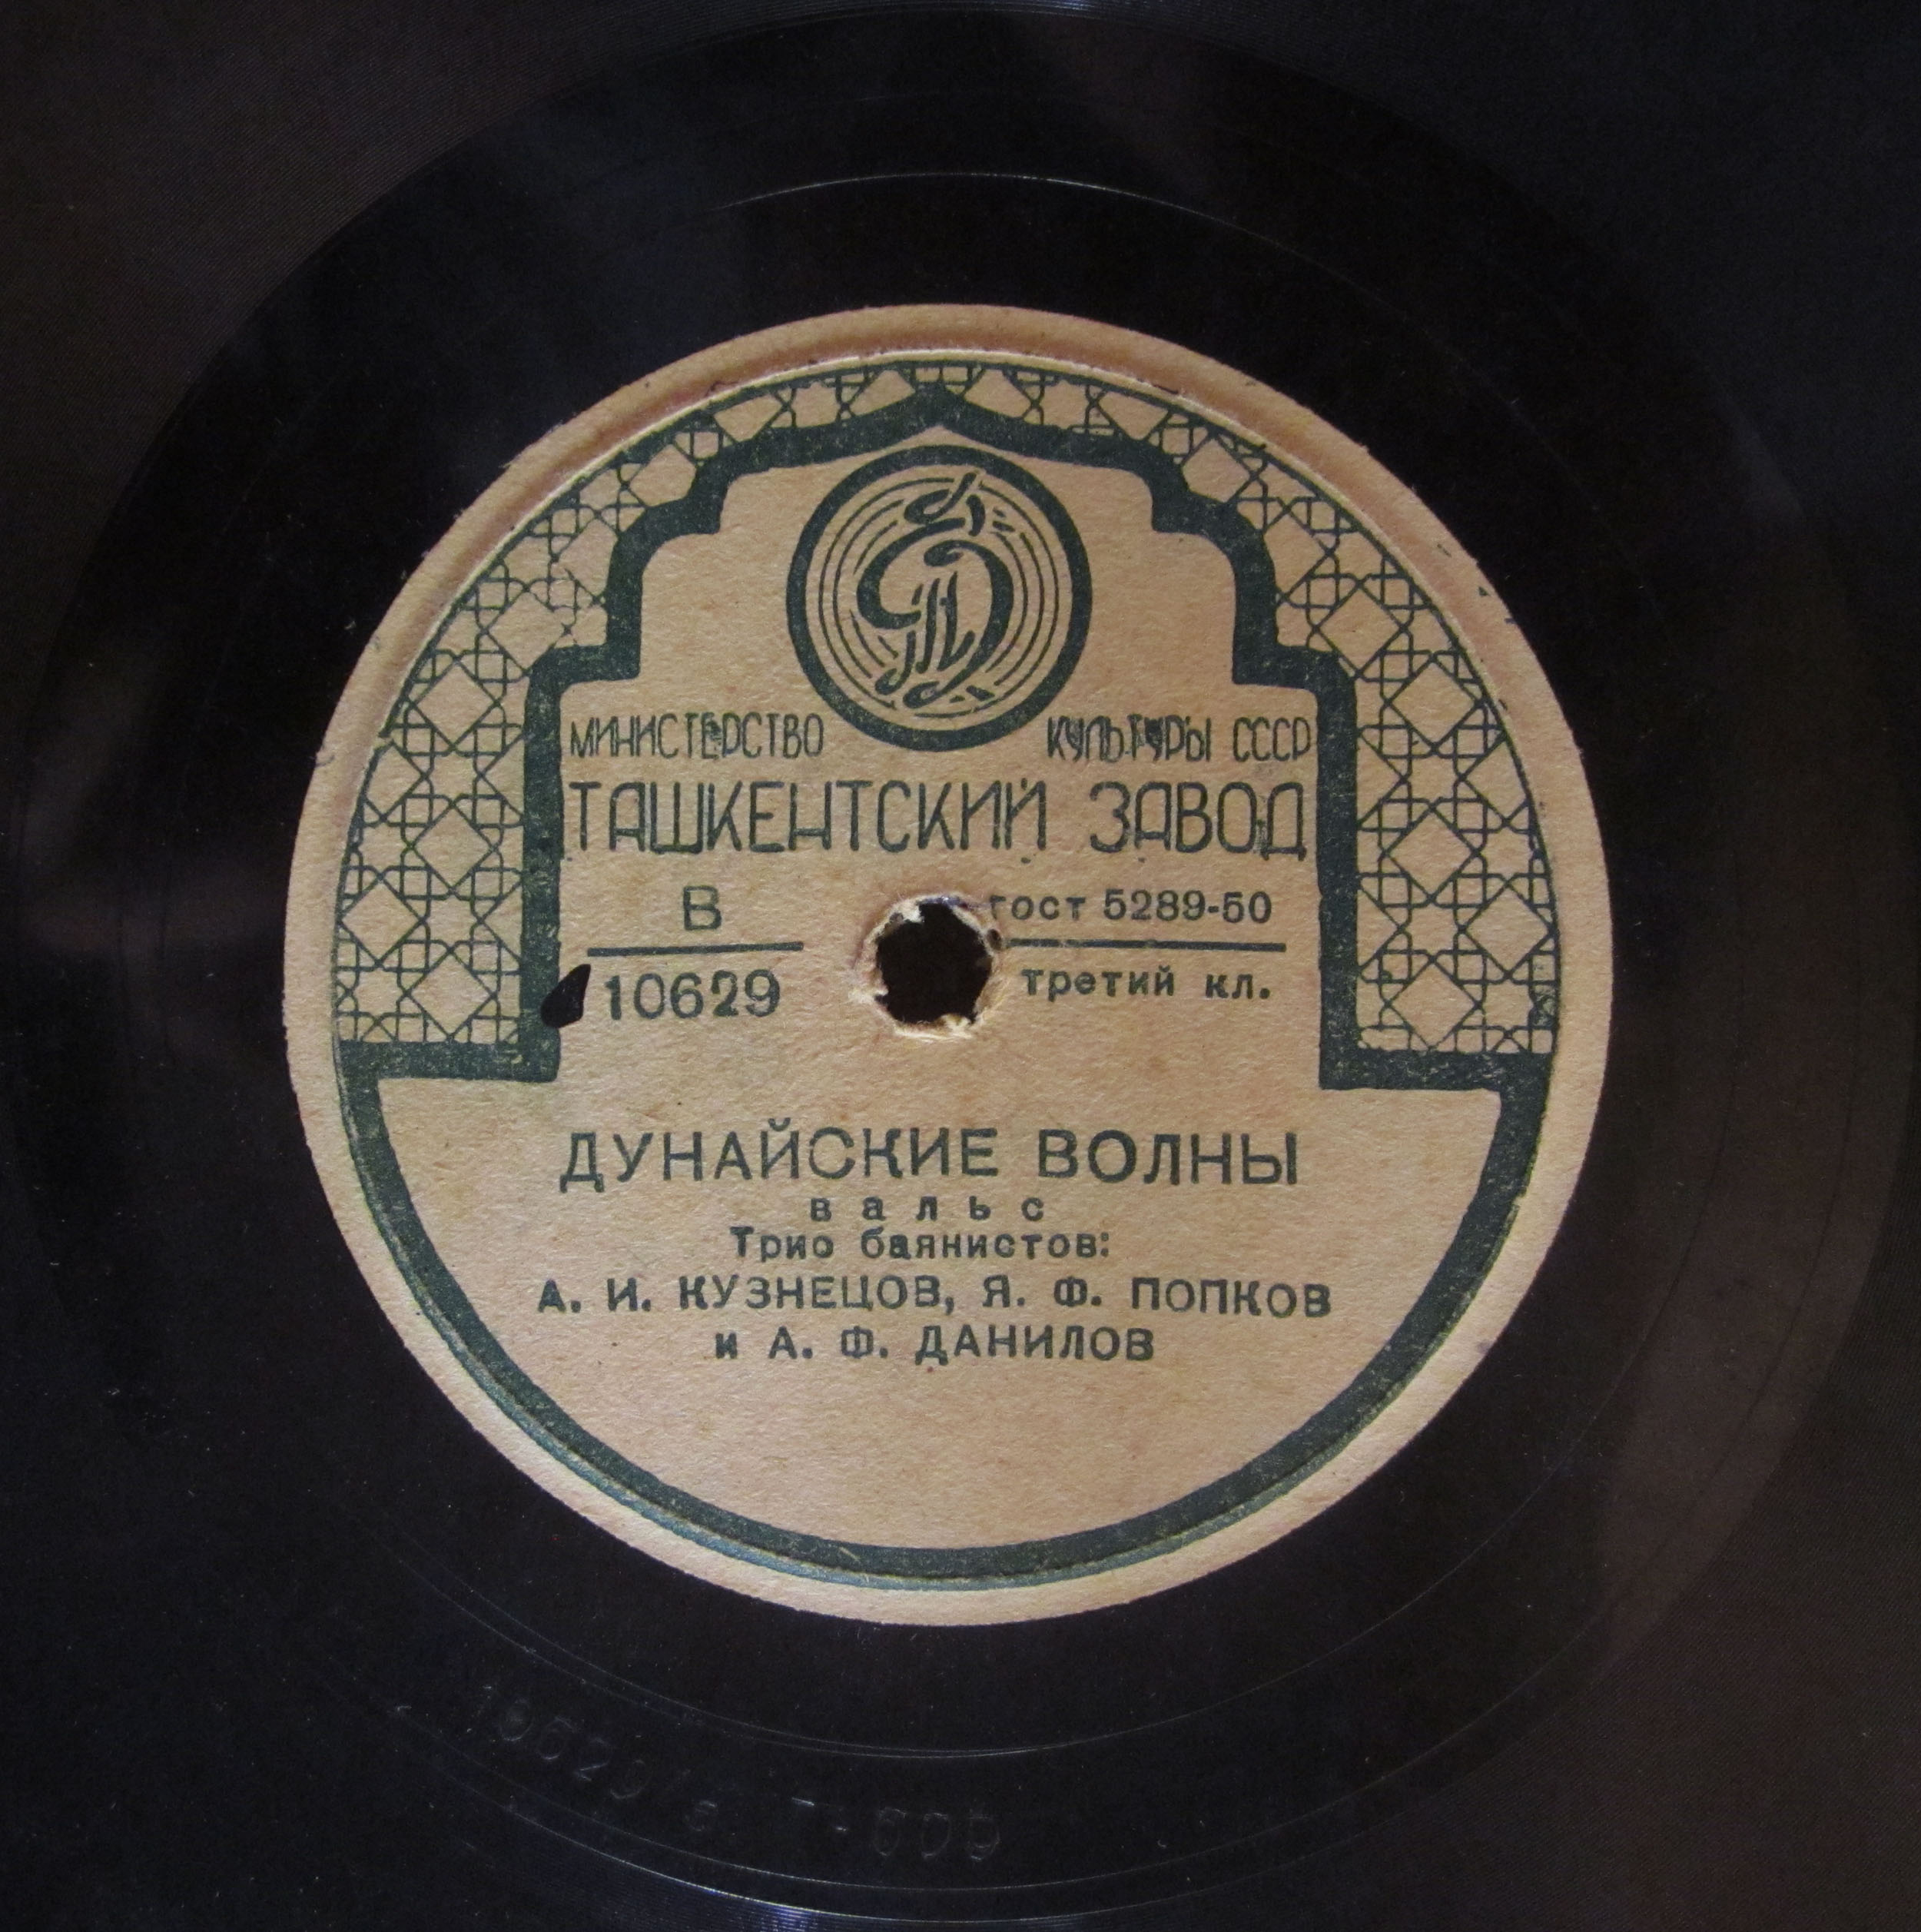 МИНИСТЕРСТВО КУЛЬТУРЫ СССР
ТАШКЕНТСКИЙ ЗАВОД
В
10629
гост 5289-50
третий кл.
ДУНАЙСКИЕ ВОЛНЫ
вальс
Трио баянистов:
А. И. КУЗНЕЦОВ, Я. Ф. ПОПКОВ
и А. Ф. ДАНИЛОВ